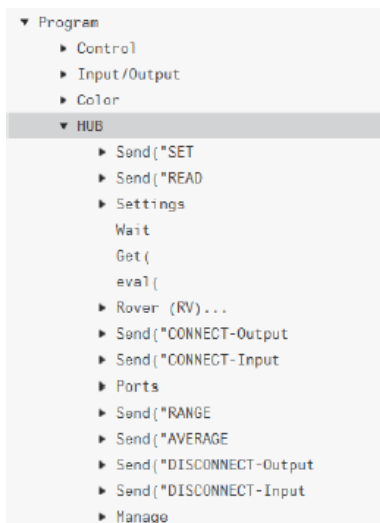 Program
Control
Input/Output
Color
HUB
Send("SET
Send("READ
Settings
Wait
Get(
eval(
Rover (RV)...
Send("CONNECT-Output
Send("CONNECT-Input
Ports
Send("RANGE
Send("AVERAGE
Send("DISCONNECT-Output
Send("DISCONNECT-Input
Manage